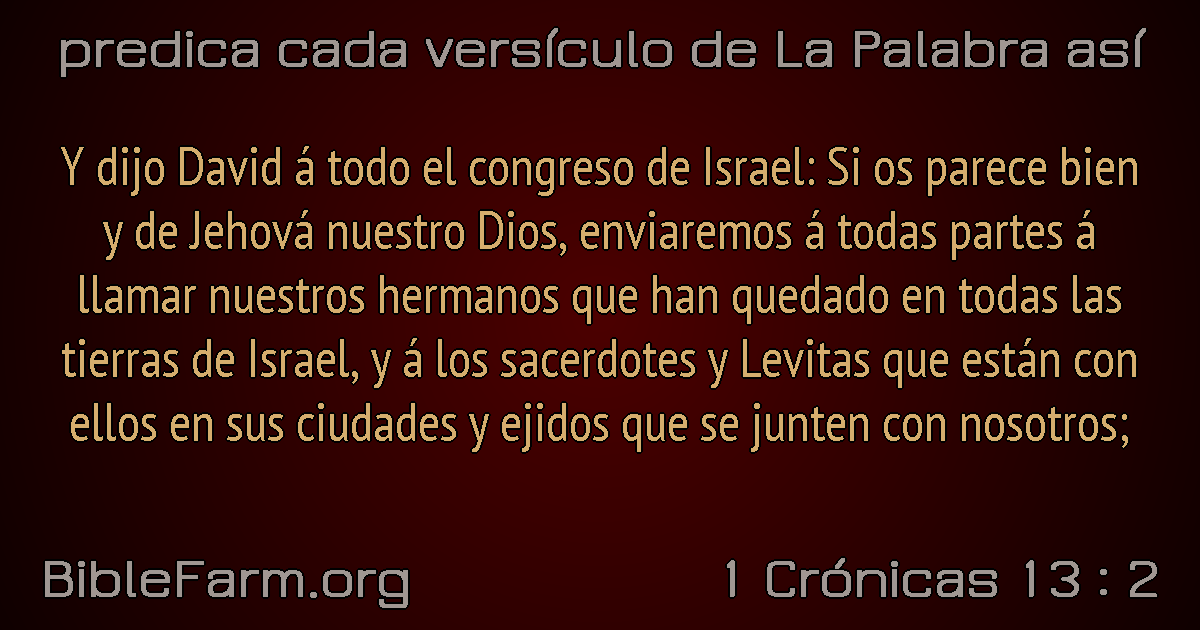 predica cada versículo de La Palabra así
Y dijo David á todo el congreso de Israel: Si os parece bien
y de Jehová nuestro Dios, enviaremos á todas partes á
llamar nuestros hermanos que han quedado en todas las
tierras de Israel, y á los sacerdotes y Levitas que están con
ellos en sus ciudades y ejidos que se junten con nosotros;
BibleFarm.org
1 Crónicas 13 : 2